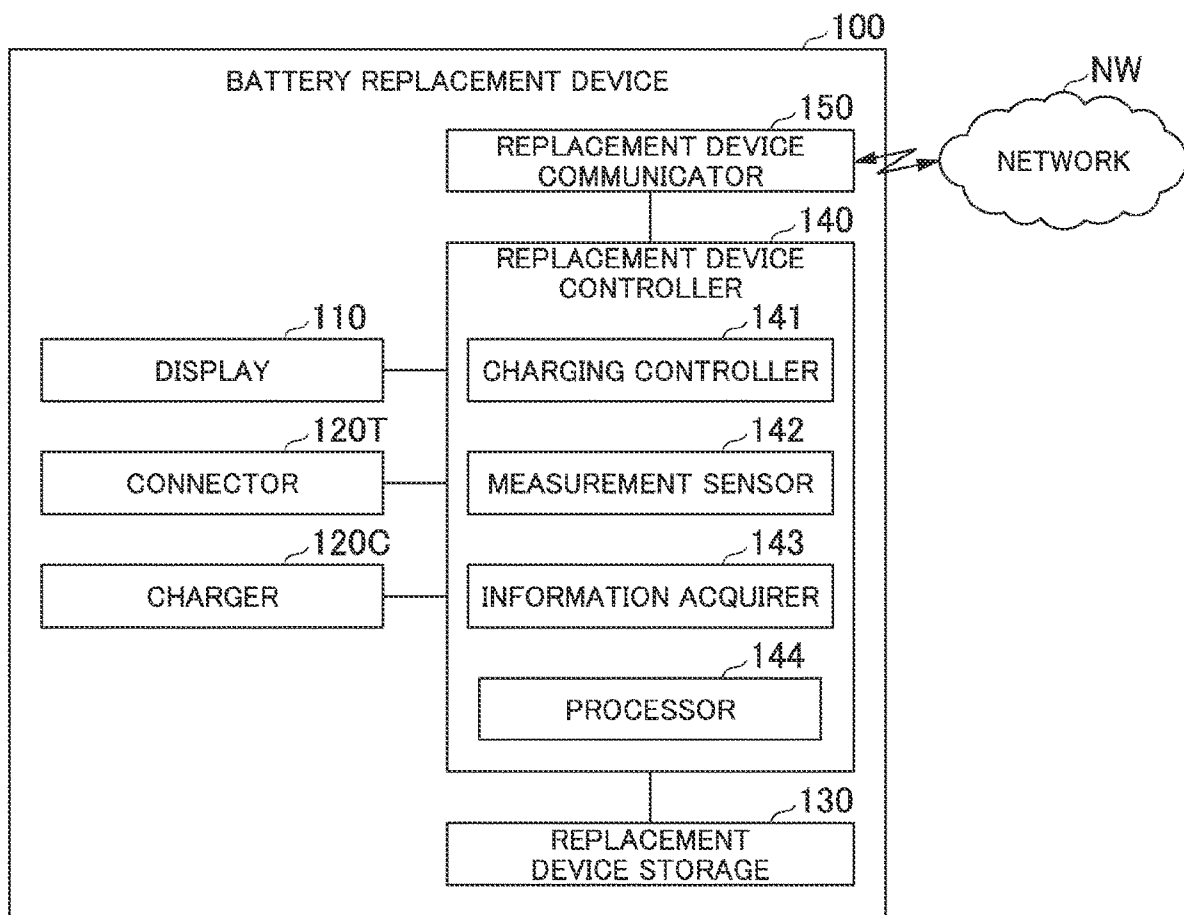 100
BATTERY REPLACEMENT DEVICE
NW
NETWORK
150
REPLACEMENT DEVICE
COMMUNICATOR
140
REPLACEMENT DEVICE
CONTROLLER
110
DISPLAY
141
CHARGING CONTROLLER
120T
CONNECTOR
142
MEASUREMENT SENSOR
120C
CHARGER
143
INFORMATION ACQUIRER
144
PROCESSOR
130
REPLACEMENT
DEVICE STORAGE